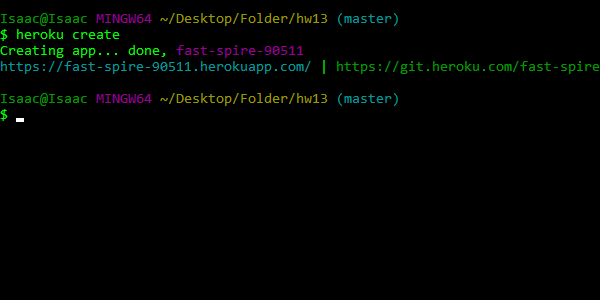 Isaac@Isaac MINGW64 ~/Desktop/Folder/hw13 (master)
$ heroku create
Creating app... done, fast-spire-90511
https://fast-spire-90511.herokuapp.com/ | https://git.heroku.com/fast-spire
Isaac@Isaac MINGW64 ~/Desktop/Folder/hw13 (master)
$